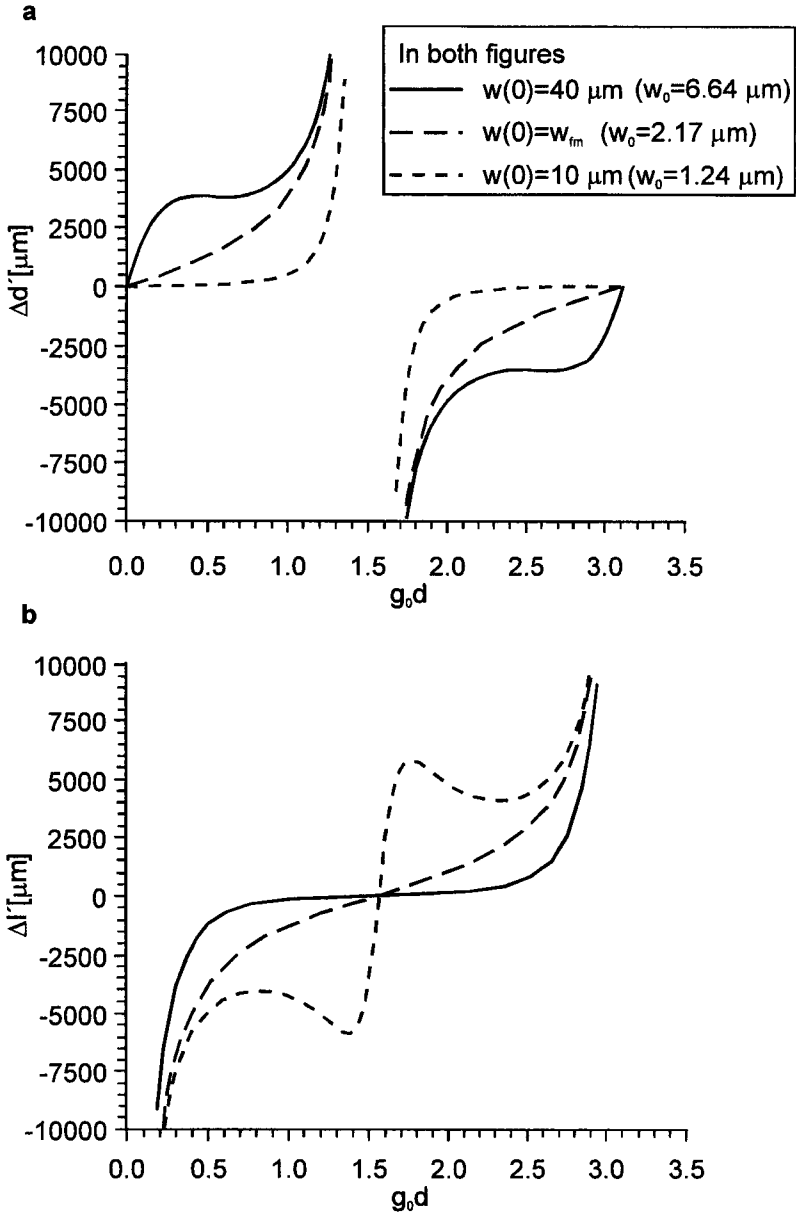 a
In both figures
w(0)=40 μm (w₀=6.64 μm)
w(0)=w_fm (w₀=2.17 μm)
w(0)=10 μm (w₀=1.24 μm)
Δd´[μm]
10000
7500
5000
2500
0
-2500
-5000
-7500
-10000
0.0 0.5 1.0 1.5 2.0 2.5 3.0 3.5
g₀d
b
Δl´[μm]
10000
7500
5000
2500
0
-2500
-5000
-7500
-10000
0.0 0.5 1.0 1.5 2.0 2.5 3.0 3.5
g₀d